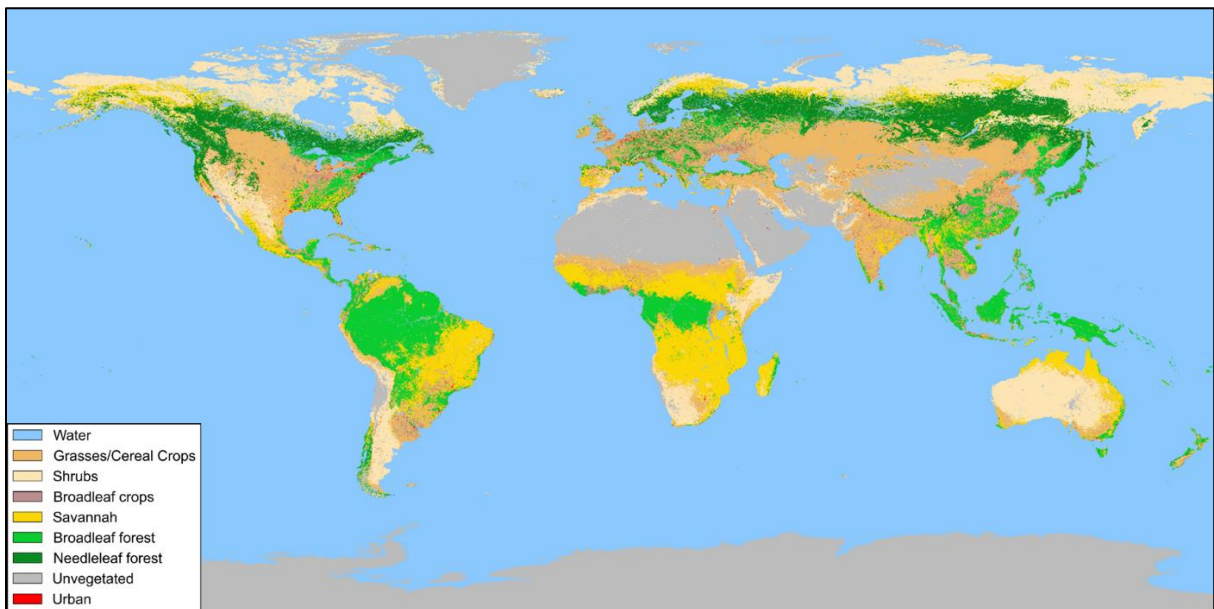 Water
Grasses/Cereal Crops
Shrubs
Broadleaf crops
Savannah
Broadleaf forest
Needleleaf forest
Unvegetated
Urban